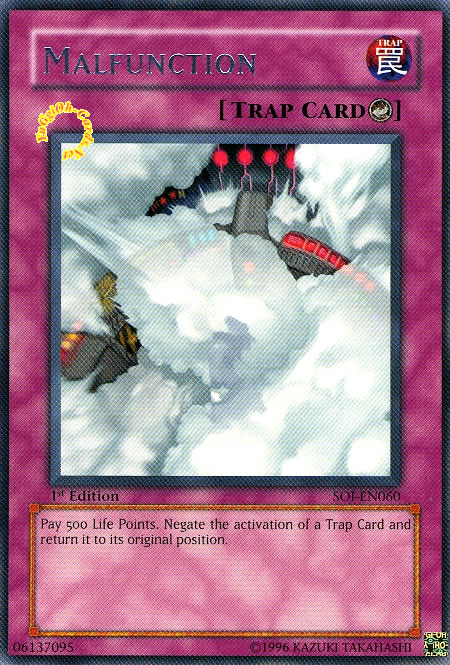 MALFUNCTION
TRAP
罠
[TRAP CARD]
1st Edition
SOI-EN060
Pay 500 Life Points. Negate the activation of a Trap Card and
return it to its original position.
06137095
©1996 KAZUKI TAKAHASHI